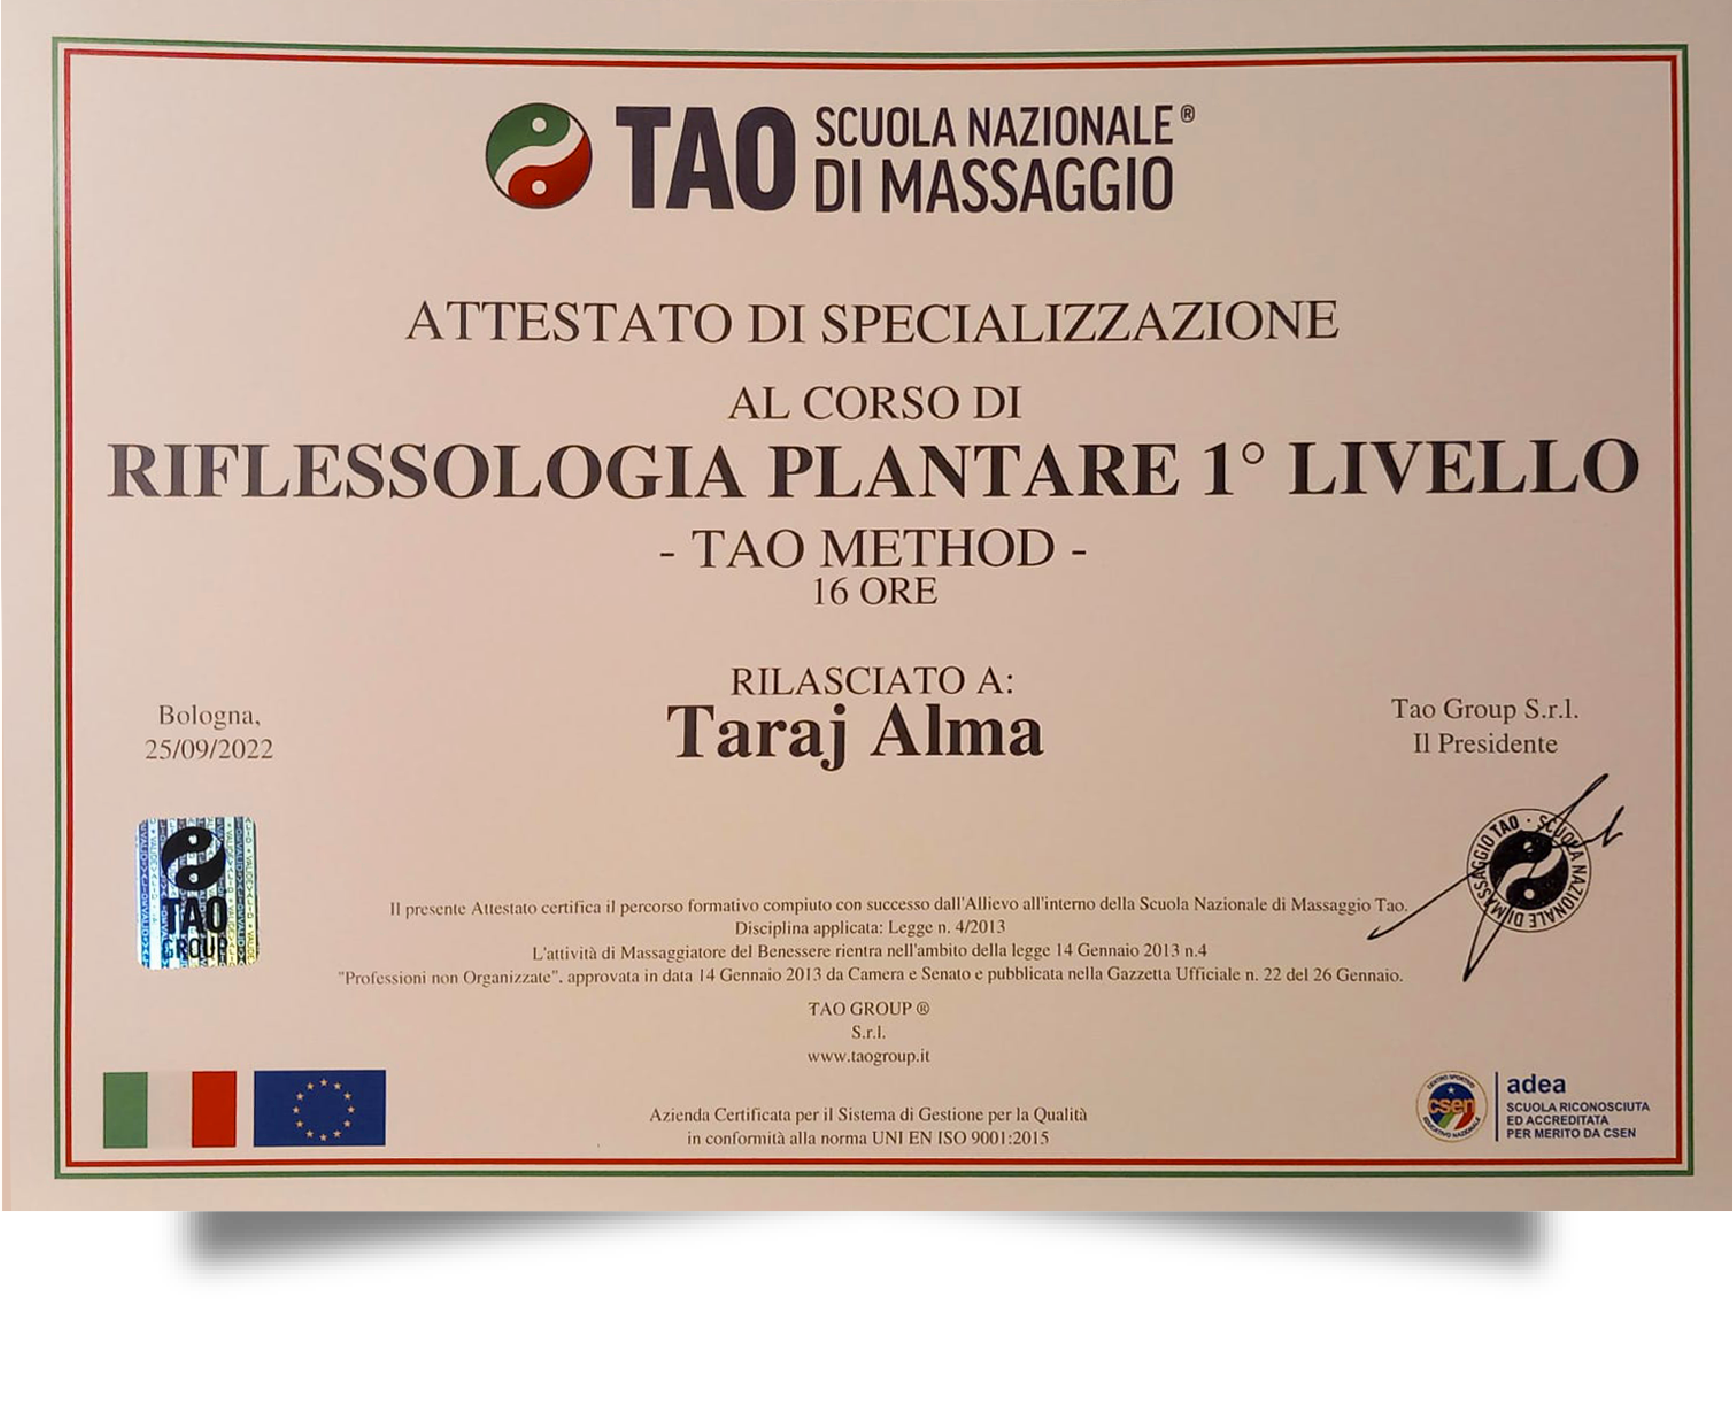 TAO SCUOLA NAZIONALE ®
DI MASSAGGIO
ATTESTATO DI SPECIALIZZAZIONE
AL CORSO DI
RIFLESSOLOGIA PLANTARE 1° LIVELLO
- TAO METHOD -
16 ORE
RILASCIATO A:
Taraj Alma
Bologna,
25/09/2022
Tao Group S.r.l.
Il Presidente
TAO
GROUP
SCUOLA NAZIONALE DI MASSAGGIO TAO ·
Il presente Attestato certifica il percorso formativo compiuto con successo dall'Allievo all'interno della Scuola Nazionale di Massaggio Tao.
Disciplina applicata: Legge n. 4/2013
L'attività di Massaggiatore del Benessere rientra nell'ambito della legge 14 Gennaio 2013 n.4
"Professioni non Organizzate". approvata in data 14 Gennaio 2013 da Camera e Senato e pubblicata nella Gazzetta Ufficiale n. 22 del 26 Gennaio.
TAO GROUP ®
S.r.l.
www.taogroup.it
Azienda Certificata per il Sistema di Gestione per la Qualità
in conformità alla norma UNI EN ISO 9001:2015
csen
adea
SCUOLA RICONOSCIUTA
ED ACCREDITATA
PER MERITO DA CSEN